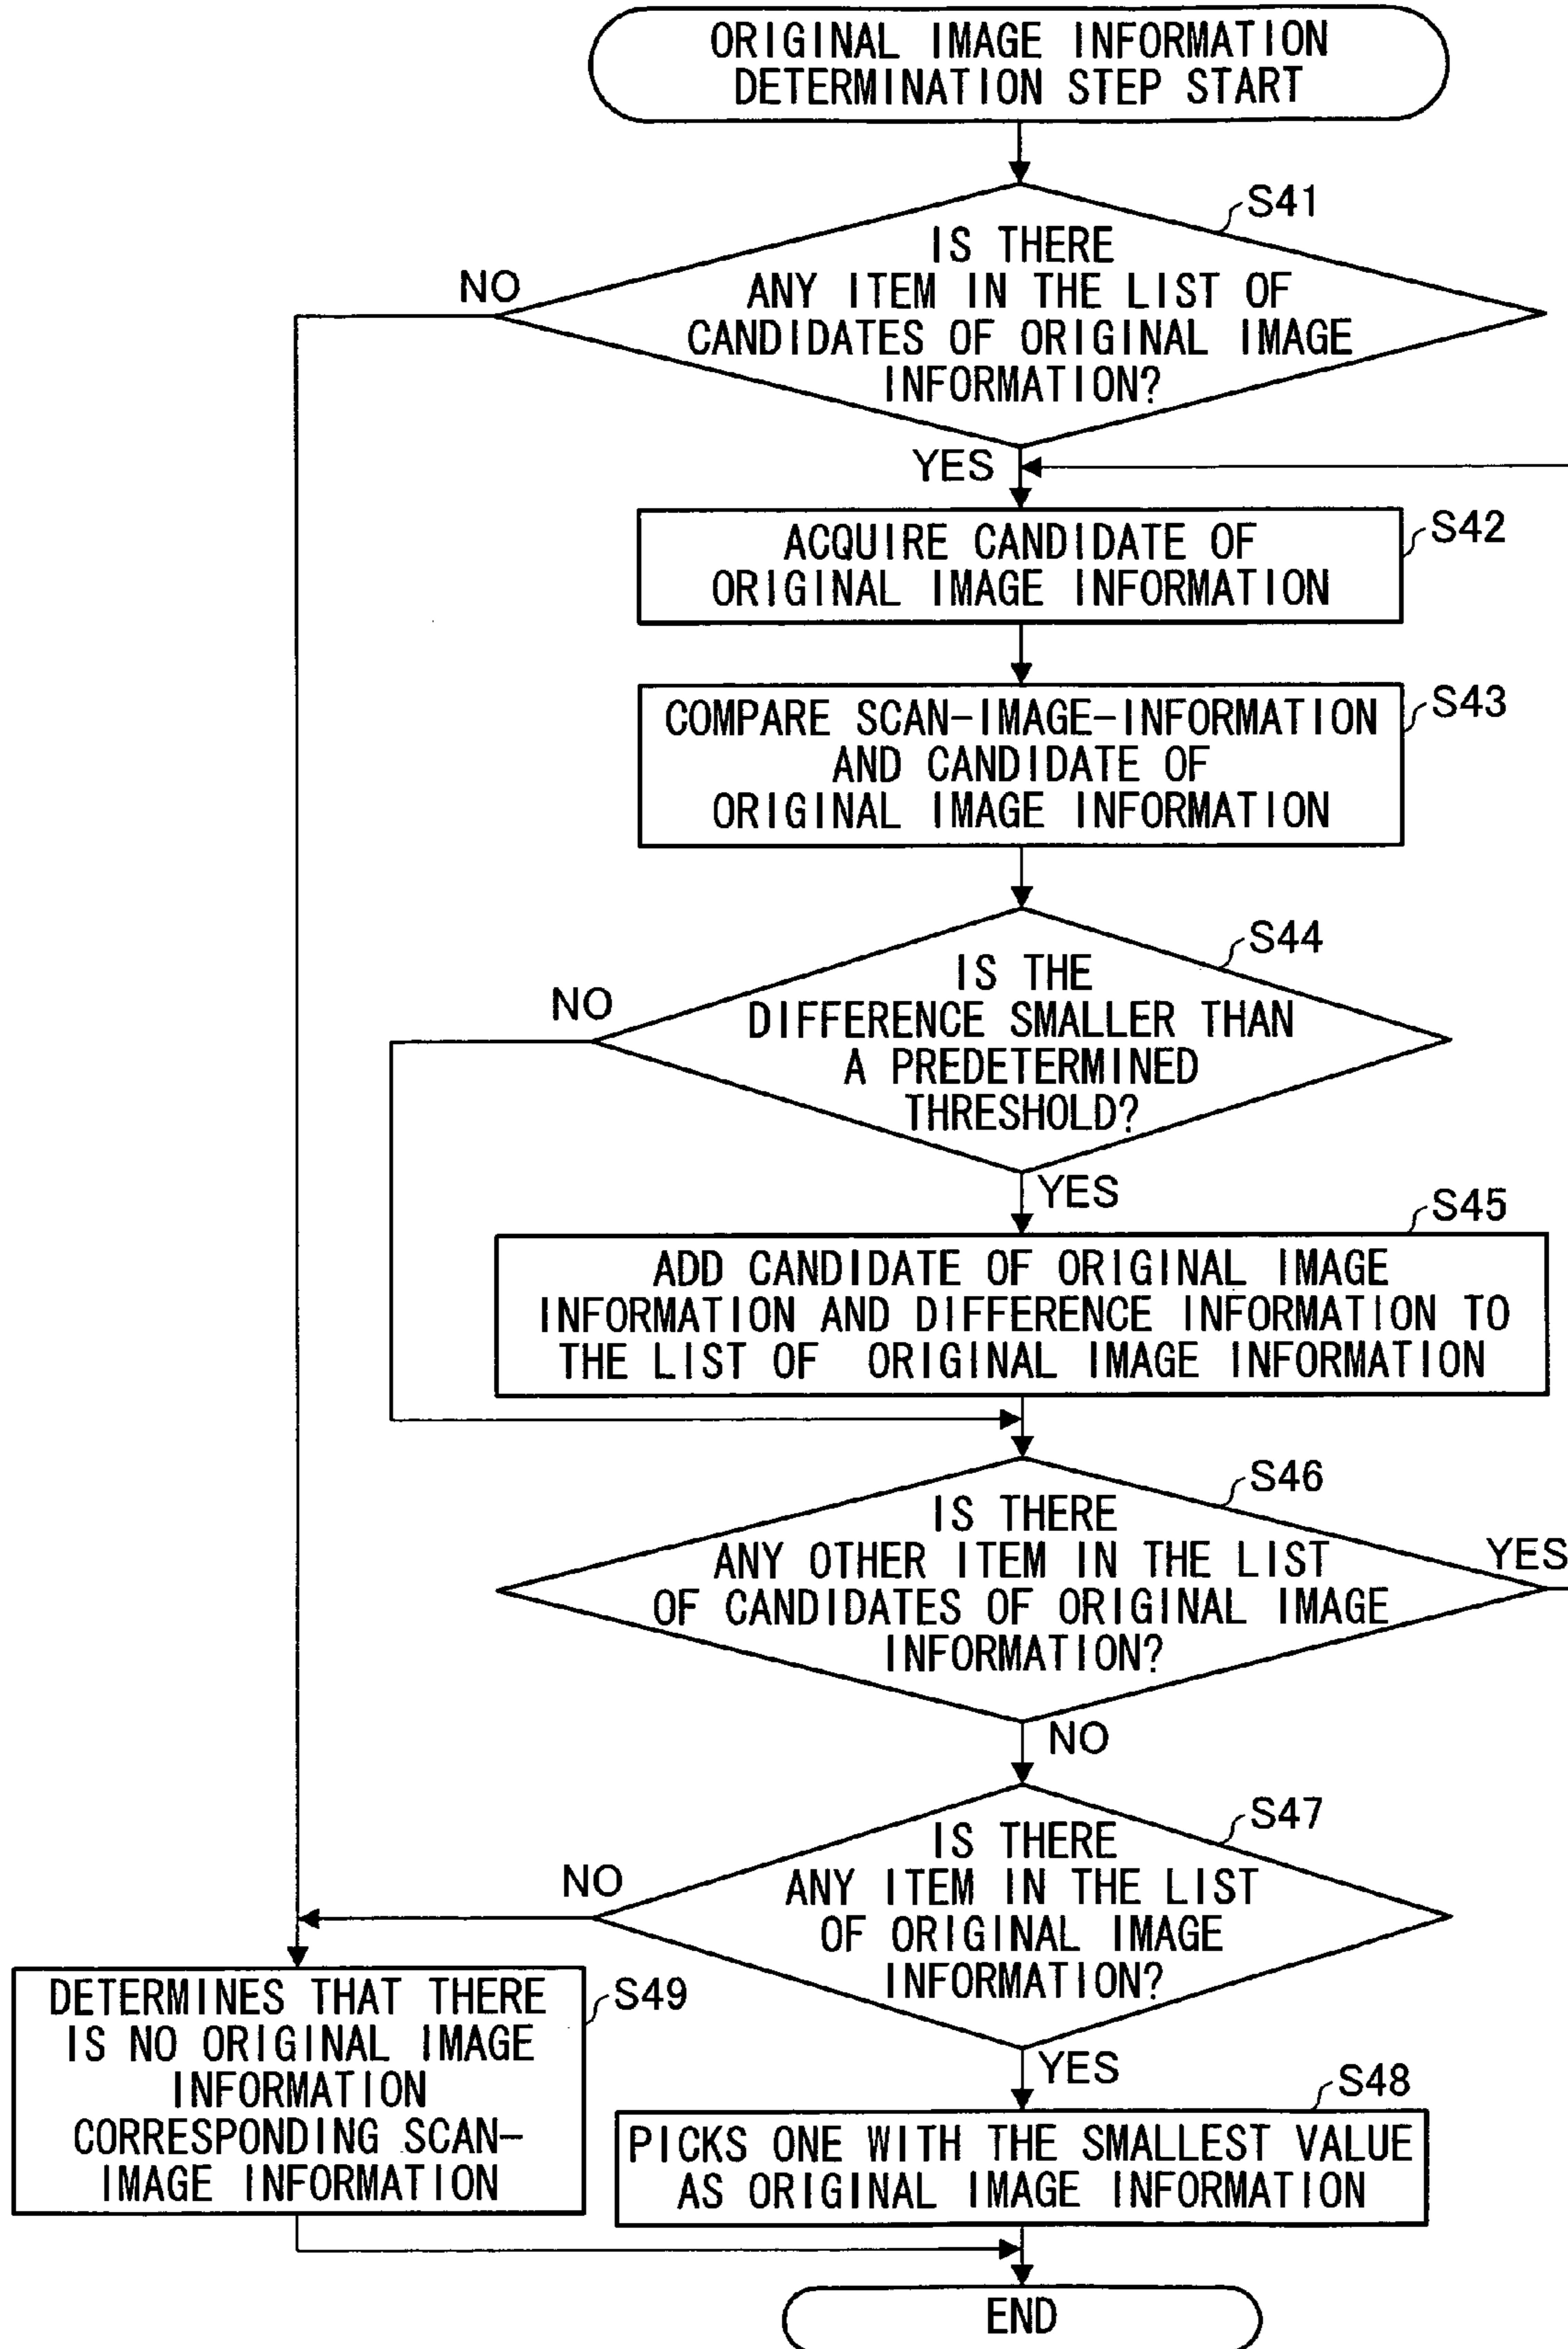 ORIGINAL IMAGE INFORMATION
DETERMINATION STEP START
S41
IS THERE
ANY ITEM IN THE LIST OF
CANDIDATES OF ORIGINAL IMAGE
INFORMATION?
NO
YES
S42
ACQUIRE CANDIDATE OF
ORIGINAL IMAGE INFORMATION
S43
COMPARE SCAN-IMAGE-INFORMATION
AND CANDIDATE OF
ORIGINAL IMAGE INFORMATION
S44
IS THE
DIFFERENCE SMALLER THAN
A PREDETERMINED
THRESHOLD?
NO
YES
S45
ADD CANDIDATE OF ORIGINAL IMAGE
INFORMATION AND DIFFERENCE INFORMATION TO
THE LIST OF ORIGINAL IMAGE INFORMATION
S46
IS THERE
ANY OTHER ITEM IN THE LIST
OF CANDIDATES OF ORIGINAL IMAGE
INFORMATION?
YES
NO
S47
IS THERE
ANY ITEM IN THE LIST
OF ORIGINAL IMAGE
INFORMATION?
NO
YES
S49
DETERMINES THAT THERE
IS NO ORIGINAL IMAGE
INFORMATION
CORRESPONDING SCAN-
IMAGE INFORMATION
S48
PICKS ONE WITH THE SMALLEST VALUE
AS ORIGINAL IMAGE INFORMATION
END